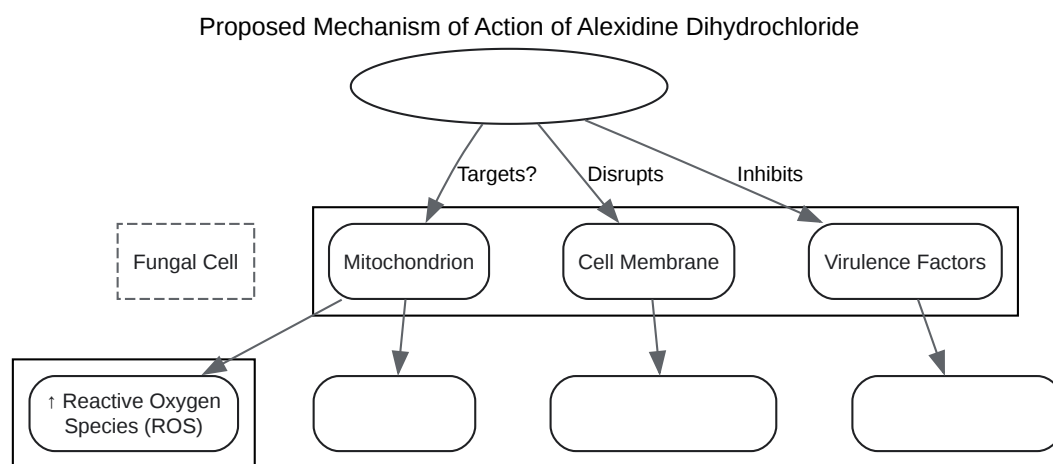 Proposed Mechanism of Action of Alexidine Dihydrochloride
Targets?
Disrupts
Inhibits
Fungal Cell
Mitochondrion
Cell Membrane
Virulence Factors
↑ Reactive Oxygen
Species (ROS)